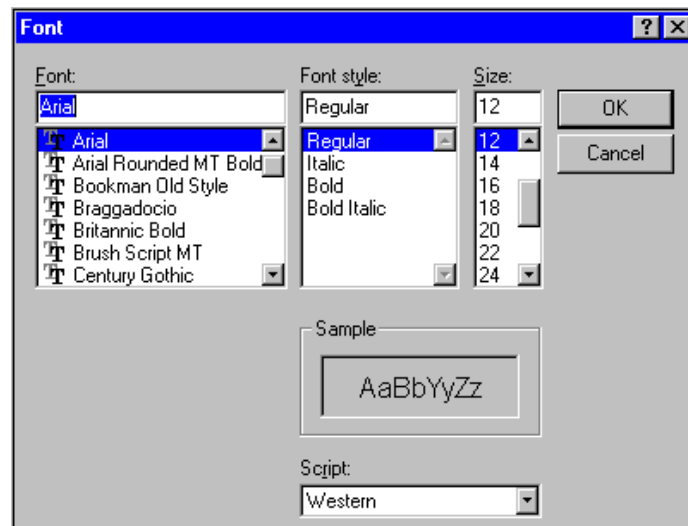 Font
Font:
Arial
Arial
Arial Rounded MT Bold
Bookman Old Style
Braggadocio
Britannic Bold
Brush Script MT
Century Gothic
Font style:
Regular
Regular
Italic
Bold
Bold Italic
Size:
12
12
14
16
18
20
22
24
OK
Cancel
Sample
AaBbYyZz
Script:
Western